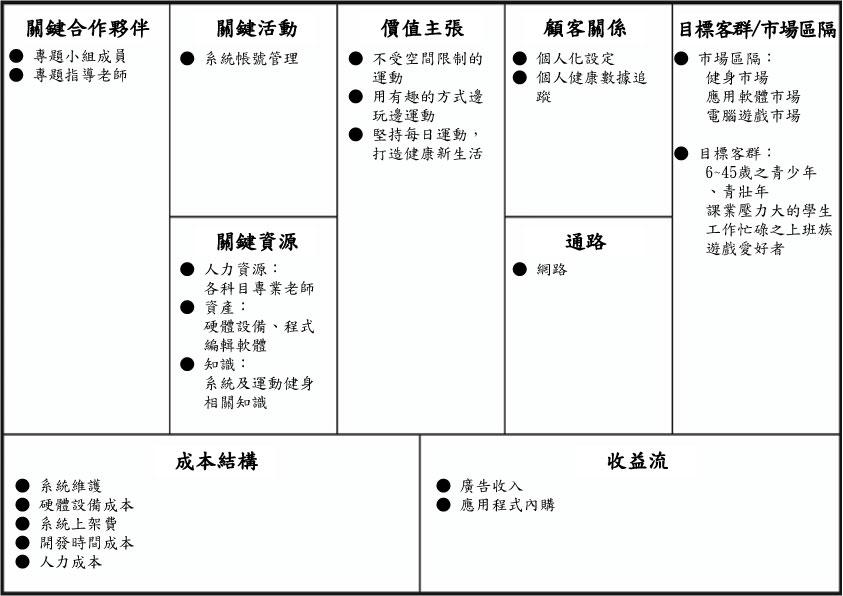 關鍵合作夥伴
● 專題小組成員
● 專題指導老師
關鍵活動
● 系統帳號管理
關鍵資源
● 人力資源：
各科目專業老師
● 資產：
硬體設備、程式
編輯軟體
● 知識：
系統及運動健身
相關知識
價值主張
● 不受空間限制的
運動
● 用有趣的方式邊
玩邊運動
● 堅持每日運動，
打造健康新生活
顧客關係
● 個人化設定
● 個人健康數據追
蹤
通路
● 網路
目標客群/市場區隔
● 市場區隔：
健身市場
應用軟體市場
電腦遊戲市場
● 目標客群：
6~45歲之青少年
、青壯年
課業壓力大的學生
工作忙碌之上班族
遊戲愛好者
成本結構
● 系統維護
● 硬體設備成本
● 系統上架費
● 開發時間成本
● 人力成本
收益流
● 廣告收入
● 應用程式內購